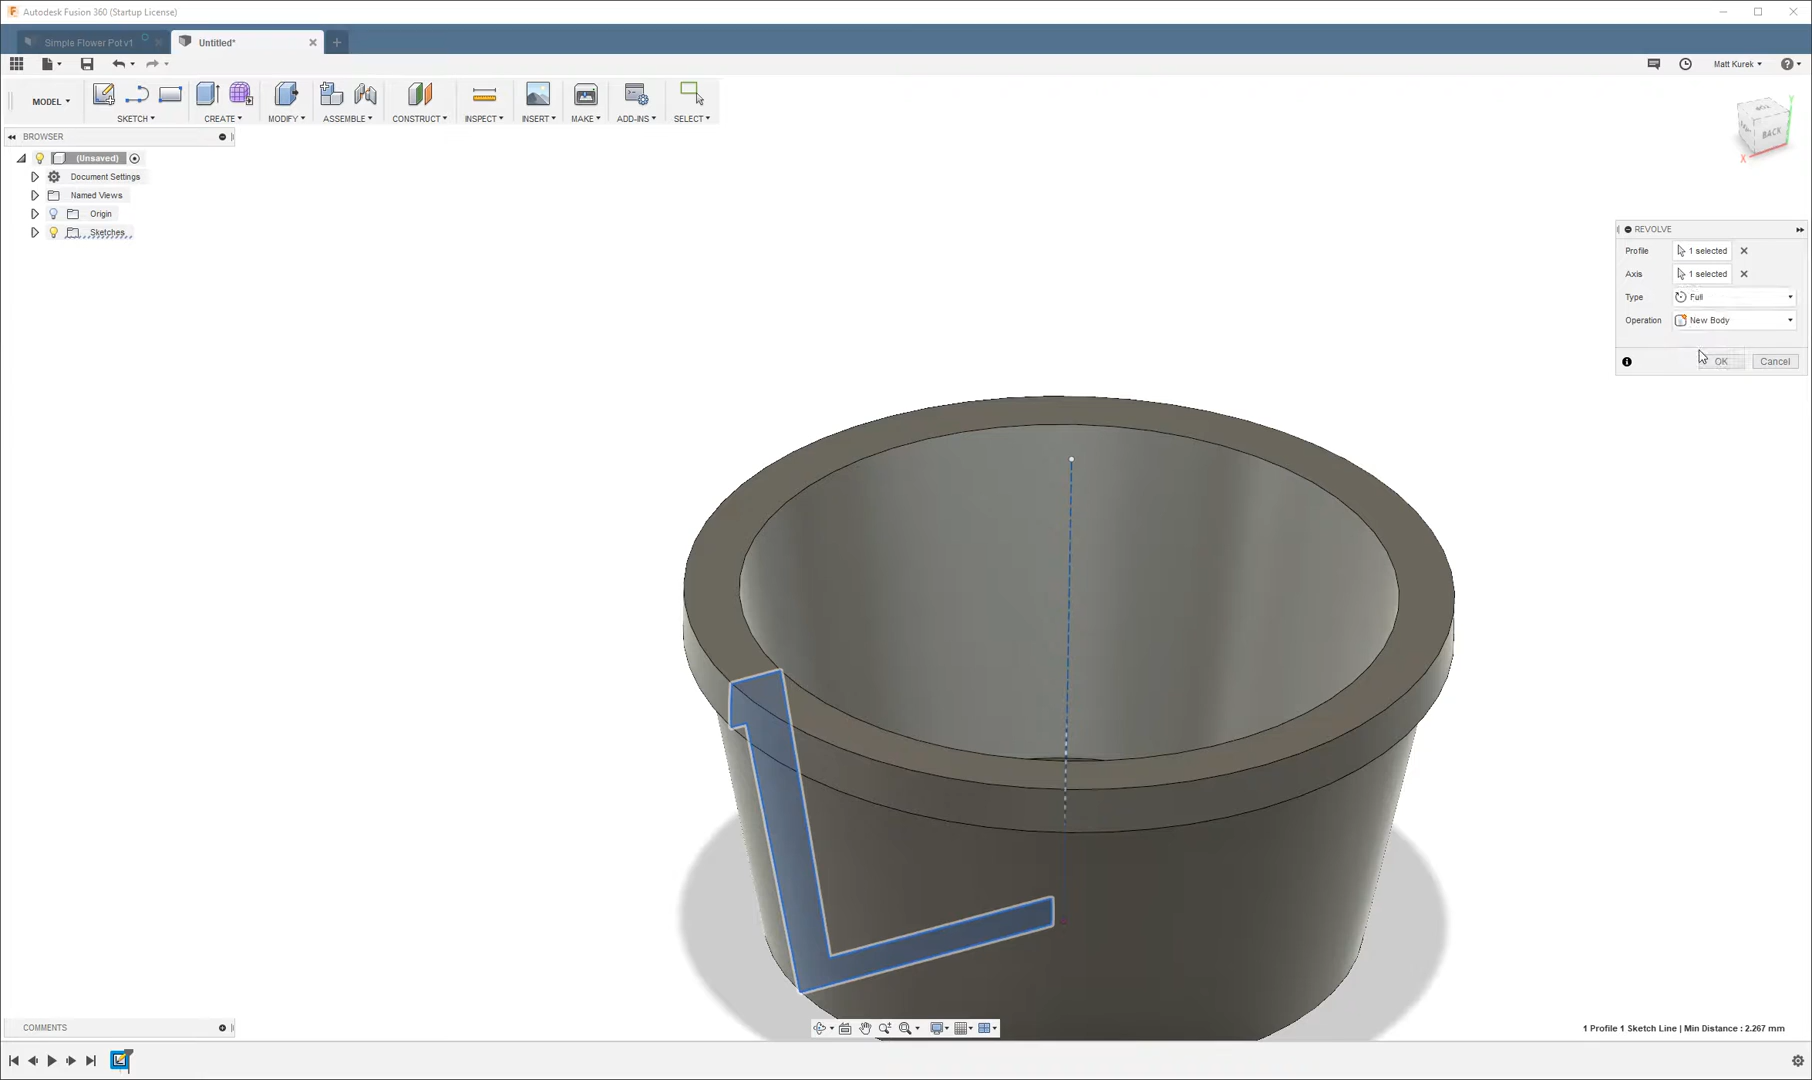 Autodesk Fusion 360 (Startup License)
Simple Flower Pot v1
Untitled*
Matt Kurek
MODEL
SKETCH
CREATE
MODIFY
ASSEMBLE
CONSTRUCT
INSPECT
INSERT
MAKE
ADD-INS
SELECT
BROWSER
(Unsaved)
Document Settings
Named Views
Origin
Sketches
BACK
X
REVOLVE
Profile 1 selected
Axis 1 selected
Type Full
Operation New Body
OK Cancel
COMMENTS
1 Profile 1 Sketch Line | Min Distance : 2.267 mm